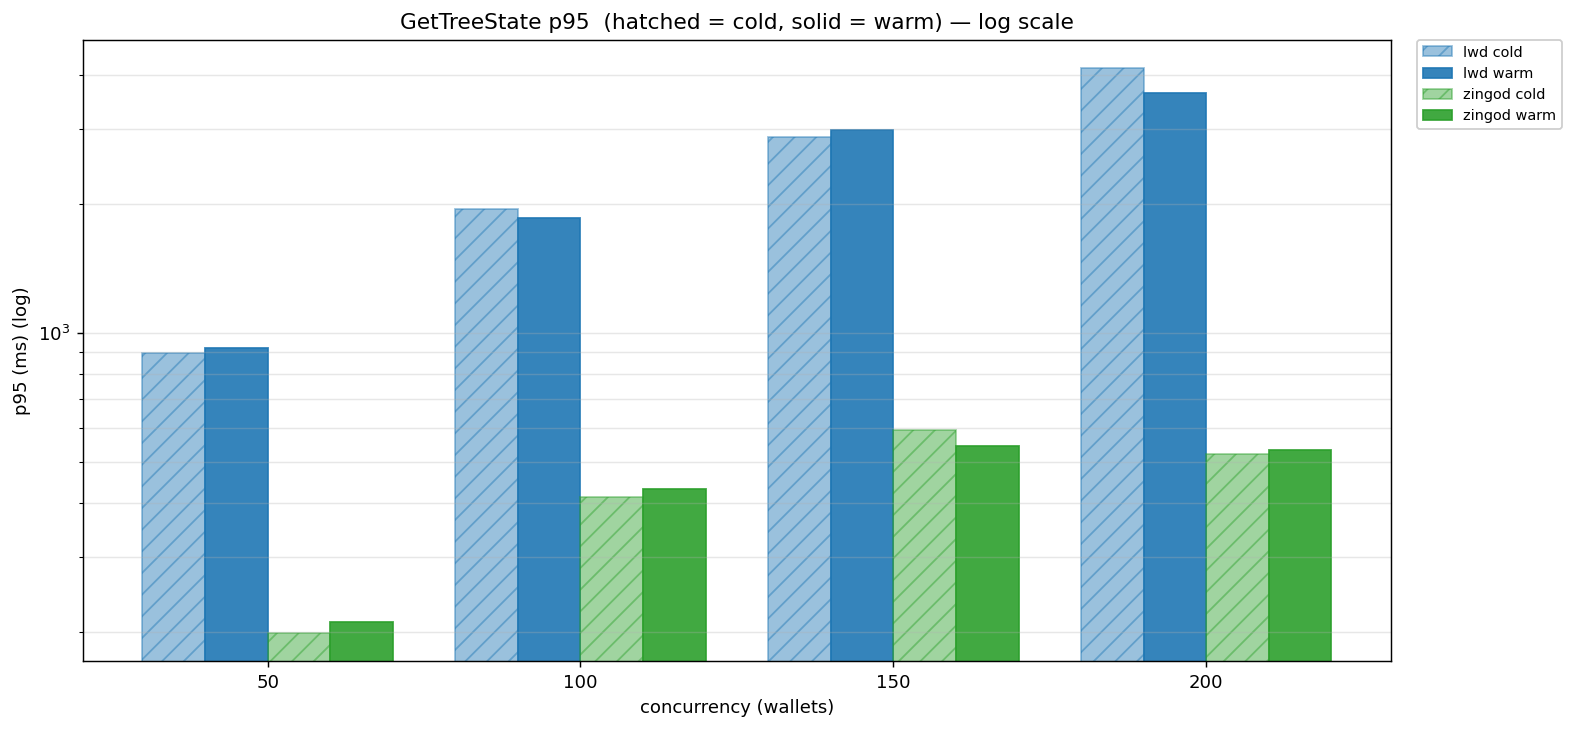 GetTreeState p95  (hatched = cold, solid = warm) — log scale
lwd cold
lwd warm
zingod cold
zingod warm
p95 (ms) (log)
10³
50
100
150
200
concurrency (wallets)